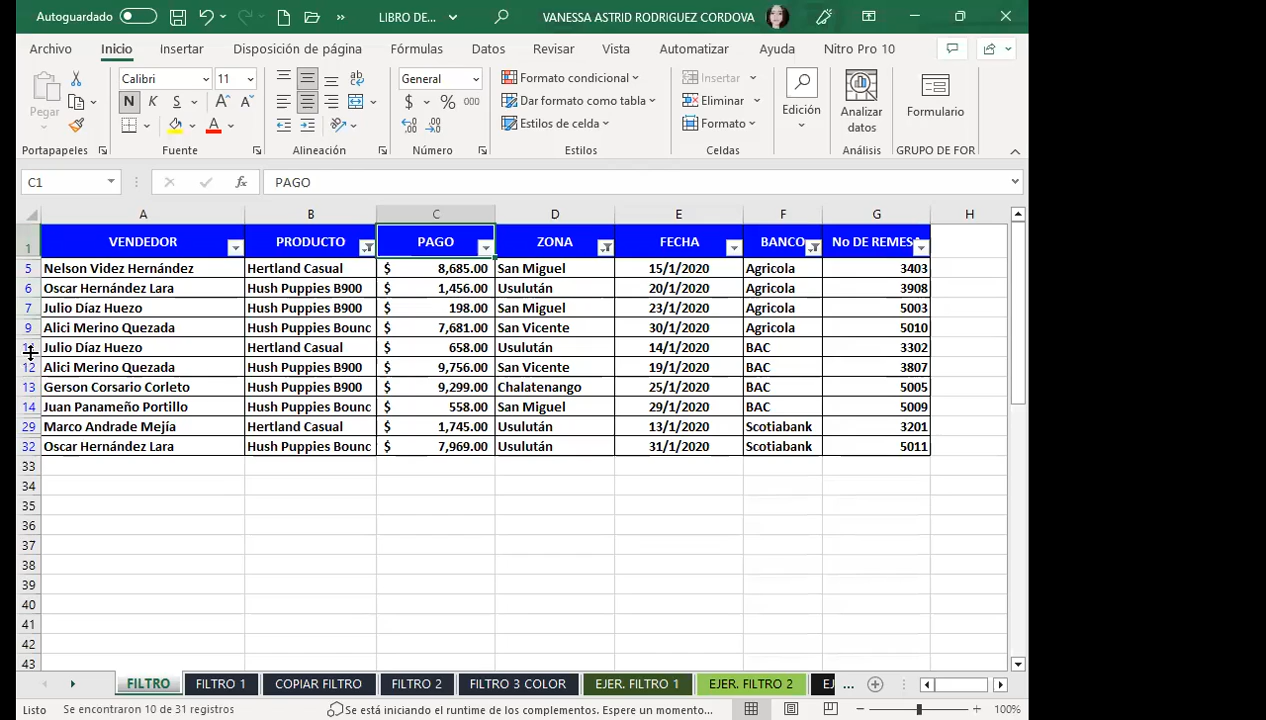 Autoguardado LIBRO DE... VANESSA ASTRID RODRIGUEZ CORDOVA
Archivo Inicio Insertar Disposición de página Fórmulas Datos Revisar Vista Automatizar Ayuda Nitro Pro 10
Pegar Calibri 11 General Formato condicional Insertar Edición Analizar datos Formulario
N K S $ % 000 Dar formato como tabla Eliminar
Estilos de celda Formato
Portapapeles Fuente Alineación Número Estilos Celdas Análisis GRUPO DE FOR
C1 fx PAGO
A B C D E F G H
1 VENDEDOR PRODUCTO PAGO ZONA FECHA BANCO No DE REMESA
5 Nelson Videz Hernández Hertland Casual $ 8,685.00 San Miguel 15/1/2020 Agricola 3403
6 Oscar Hernández Lara Hush Puppies B900 $ 1,456.00 Usulután 20/1/2020 Agricola 3908
7 Julio Díaz Huezo Hush Puppies B900 $ 198.00 San Miguel 23/1/2020 Agricola 5003
9 Alici Merino Quezada Hush Puppies Bounc $ 7,681.00 San Vicente 30/1/2020 Agricola 5010
Julio Díaz Huezo Hertland Casual $ 658.00 Usulután 14/1/2020 BAC 3302
12 Alici Merino Quezada Hush Puppies B900 $ 9,756.00 San Vicente 19/1/2020 BAC 3807
13 Gerson Corsario Corleto Hush Puppies B900 $ 9,299.00 Chalatenango 25/1/2020 BAC 5005
14 Juan Panameño Portillo Hush Puppies Bounc $ 558.00 San Miguel 29/1/2020 BAC 5009
29 Marco Andrade Mejía Hertland Casual $ 1,745.00 Usulután 13/1/2020 Scotiabank 3201
32 Oscar Hernández Lara Hush Puppies Bounc $ 7,969.00 Usulután 31/1/2020 Scotiabank 5011
33
34
35
36
37
38
39
40
41
42
43
FILTRO FILTRO 1 COPIAR FILTRO FILTRO 2 FILTRO 3 COLOR EJER. FILTRO 1 EJER. FILTRO 2 EJ ...
Listo Se encontraron 10 de 31 registros Se está iniciando el runtime de los complementos. Espere un momento... 100%